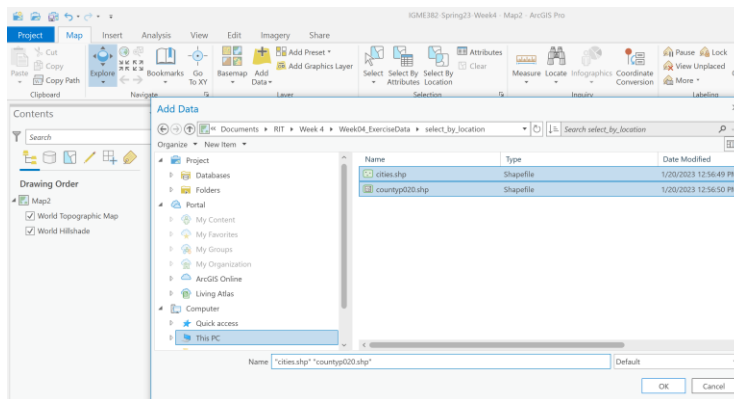 IGME382-Spring23-Week4 - Map2 - ArcGIS Pro
Project Map Insert Analysis View Edit Imagery Share
Cut
Copy
Copy Path
Paste
Explore
Bookmarks
Go To XY
Basemap
Add Data
Add Preset
Add Graphics Layer
Select
Select By Attributes
Select By Location
Attributes
Clear
Measure
Locate
Infographics
Coordinate Conversion
Pause
Lock
View Unplaced
More
Clipboard Navigate Layer Selection Inquiry Labeling
Contents
Search
Drawing Order
Map2
World Topographic Map
World Hillshade
Add Data
Documents RIT Week 4 Week04_ExerciseData select_by_location
Search select_by_location
Organize New Item
Project
Databases
Folders
Portal
My Content
My Favorites
My Groups
My Organization
ArcGIS Online
Living Atlas
Computer
Quick access
This PC
Name Type Date Modified
cities.shp Shapefile 1/20/2023 12:56:49 PM
countyp020.shp Shapefile 1/20/2023 12:56:50 PM
Name "cities.shp" "countyp020.shp" Default
OK Cancel